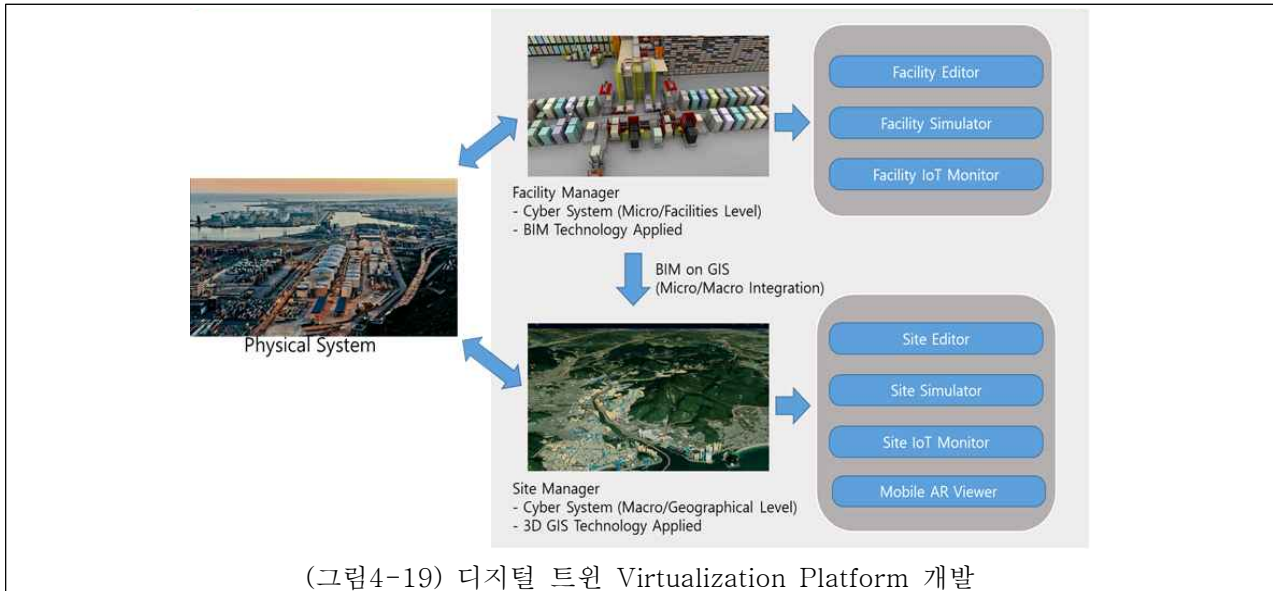 Facility Editor
Facility Simulator
Facility IoT Monitor
Facility Manager
- Cyber System (Micro/Facilities Level)
- BIM Technology Applied
BIM on GIS
(Micro/Macro Integration)
Physical System
Site Editor
Site Simulator
Site IoT Monitor
Mobile AR Viewer
Site Manager
- Cyber System (Macro/Geographical Level)
- 3D GIS Technology Applied
(그림4-19) 디지털 트윈 Virtualization Platform 개발